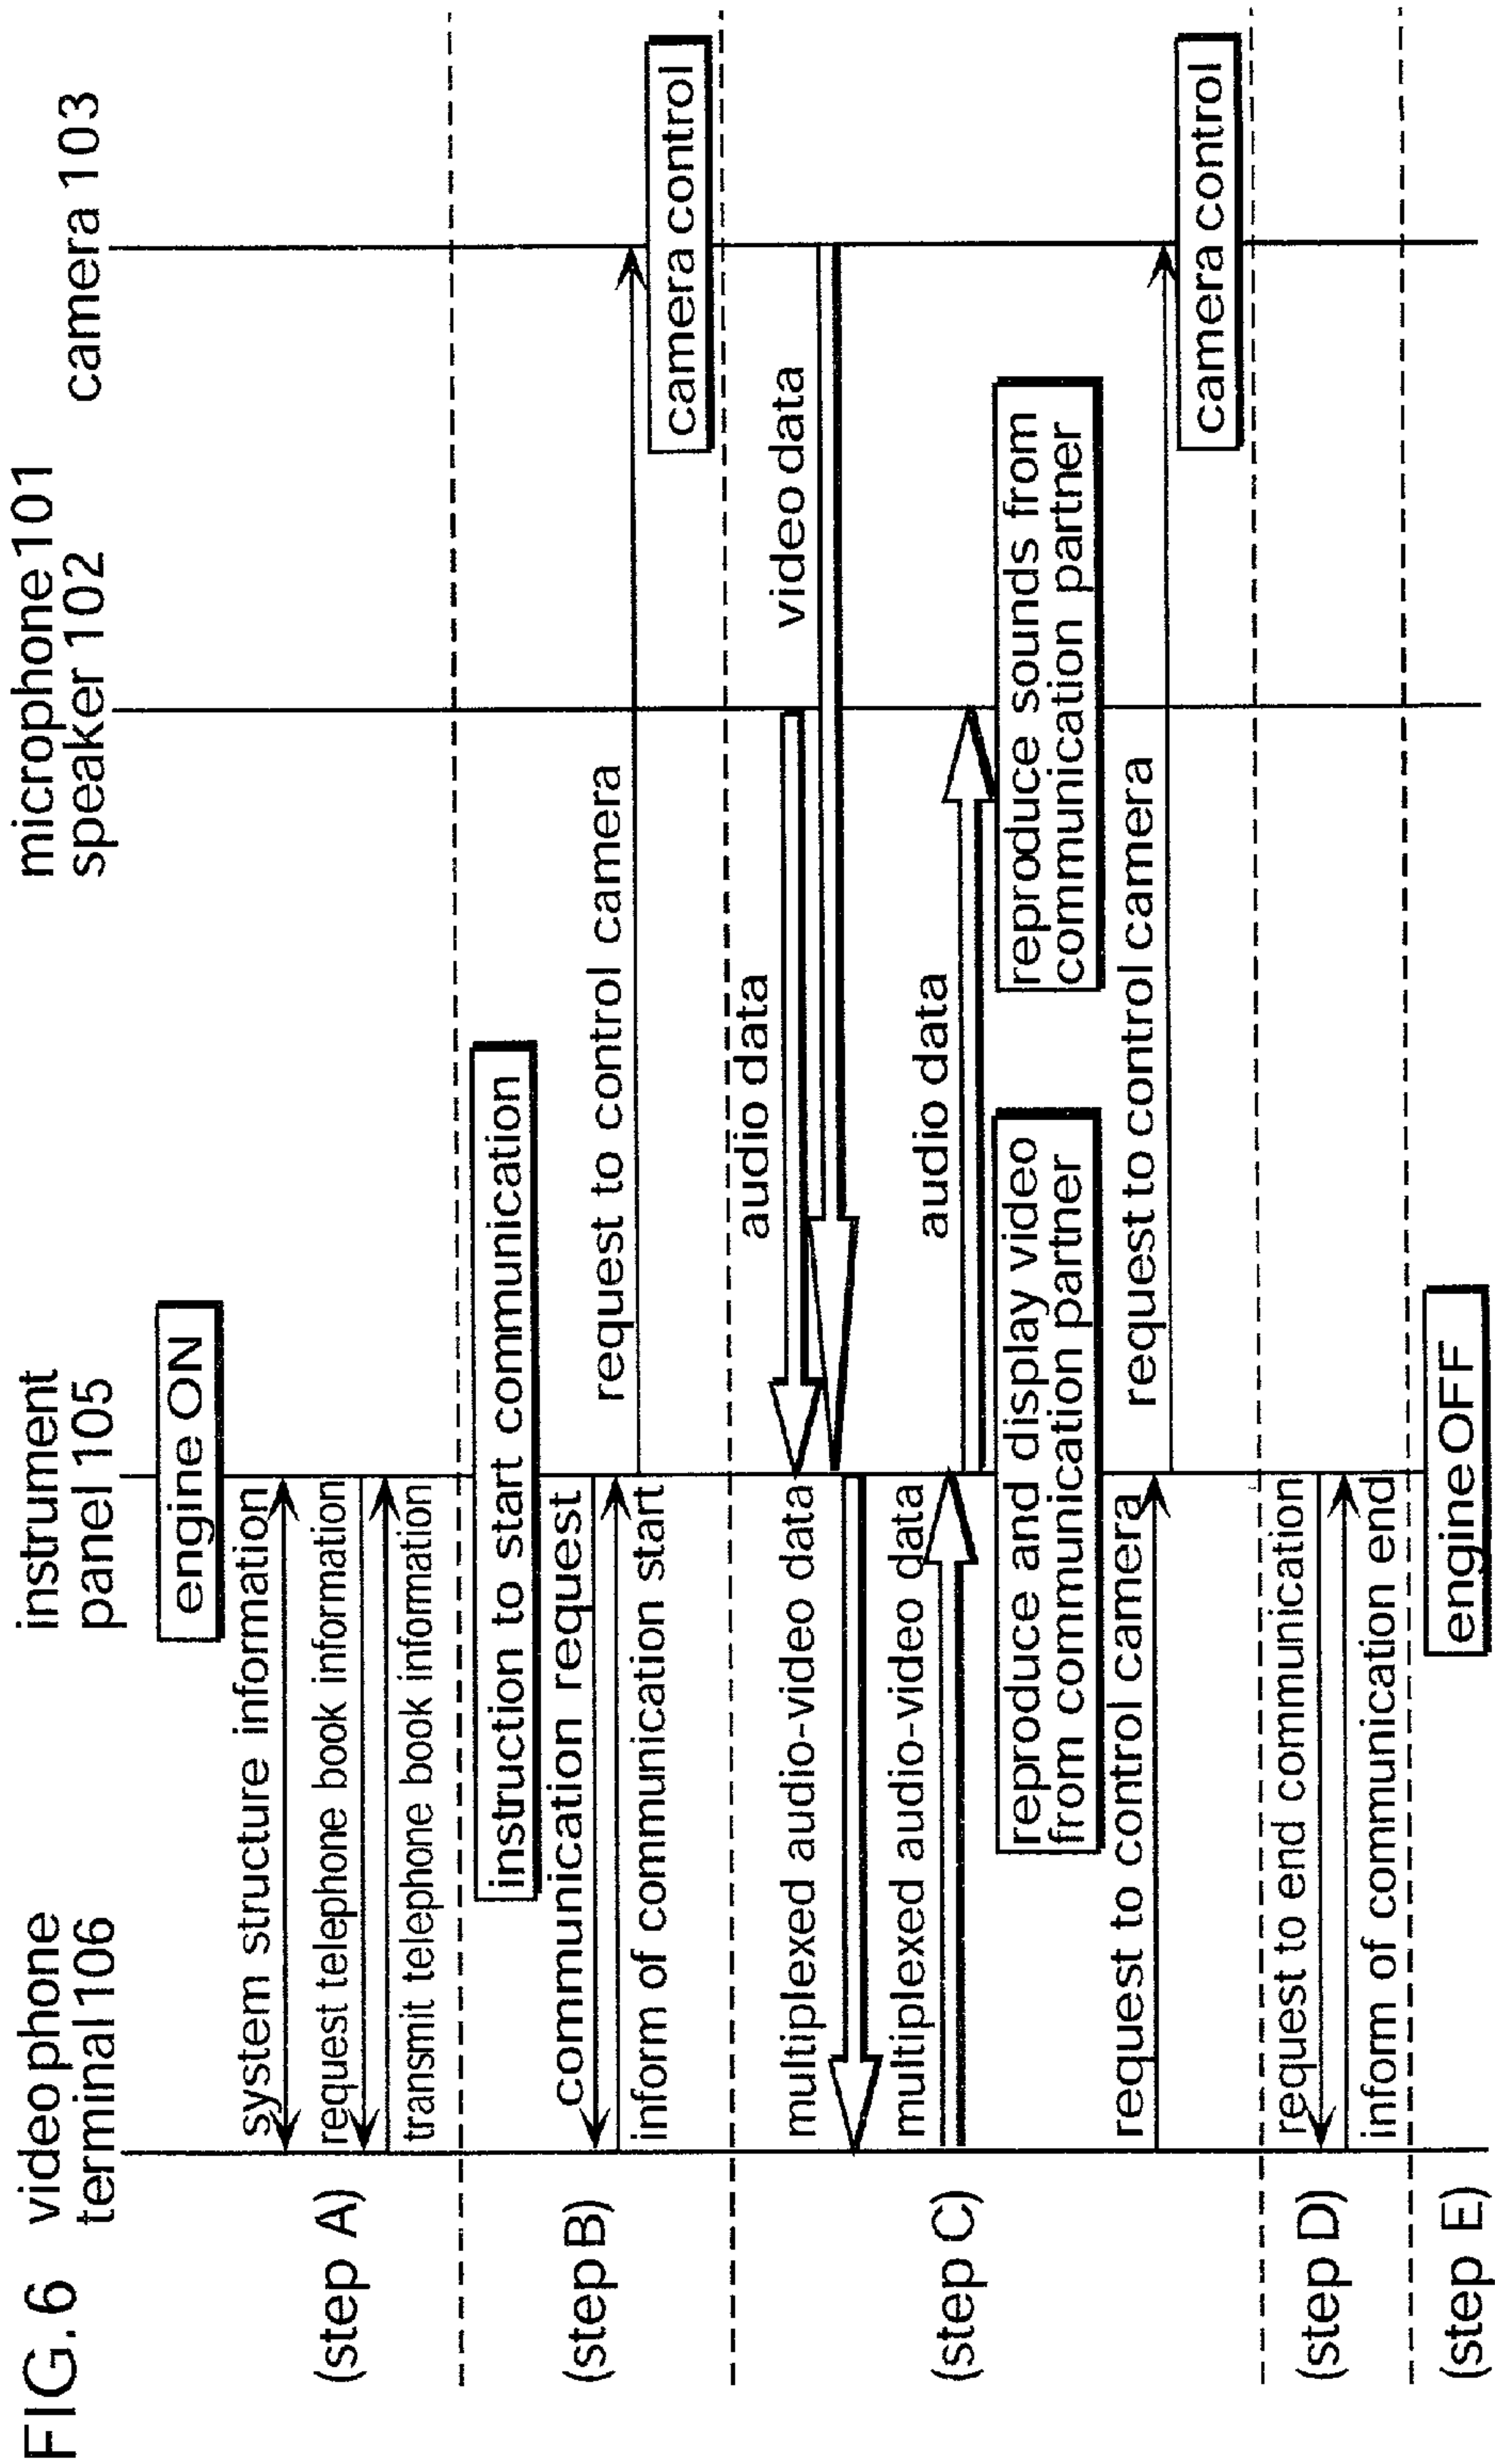 FIG. 6
video phone
terminal 106
instrument
panel 105
microphone 101
speaker 102
camera 103
engine ON
(step A)
system structure information
request telephone book information
transmit telephone book information
instruction to start communication
(step B)
communication request
inform of communication start
request to control camera
camera control
(step C)
audio data
video data
multiplexed audio-video data
multiplexed audio-video data
audio data
reproduce and display video
from communication partner
reproduce sounds from
communication partner
request to control camera
request to control camera
camera control
(step D)
request to end communication
inform of communication end
(step E)
engine OFF